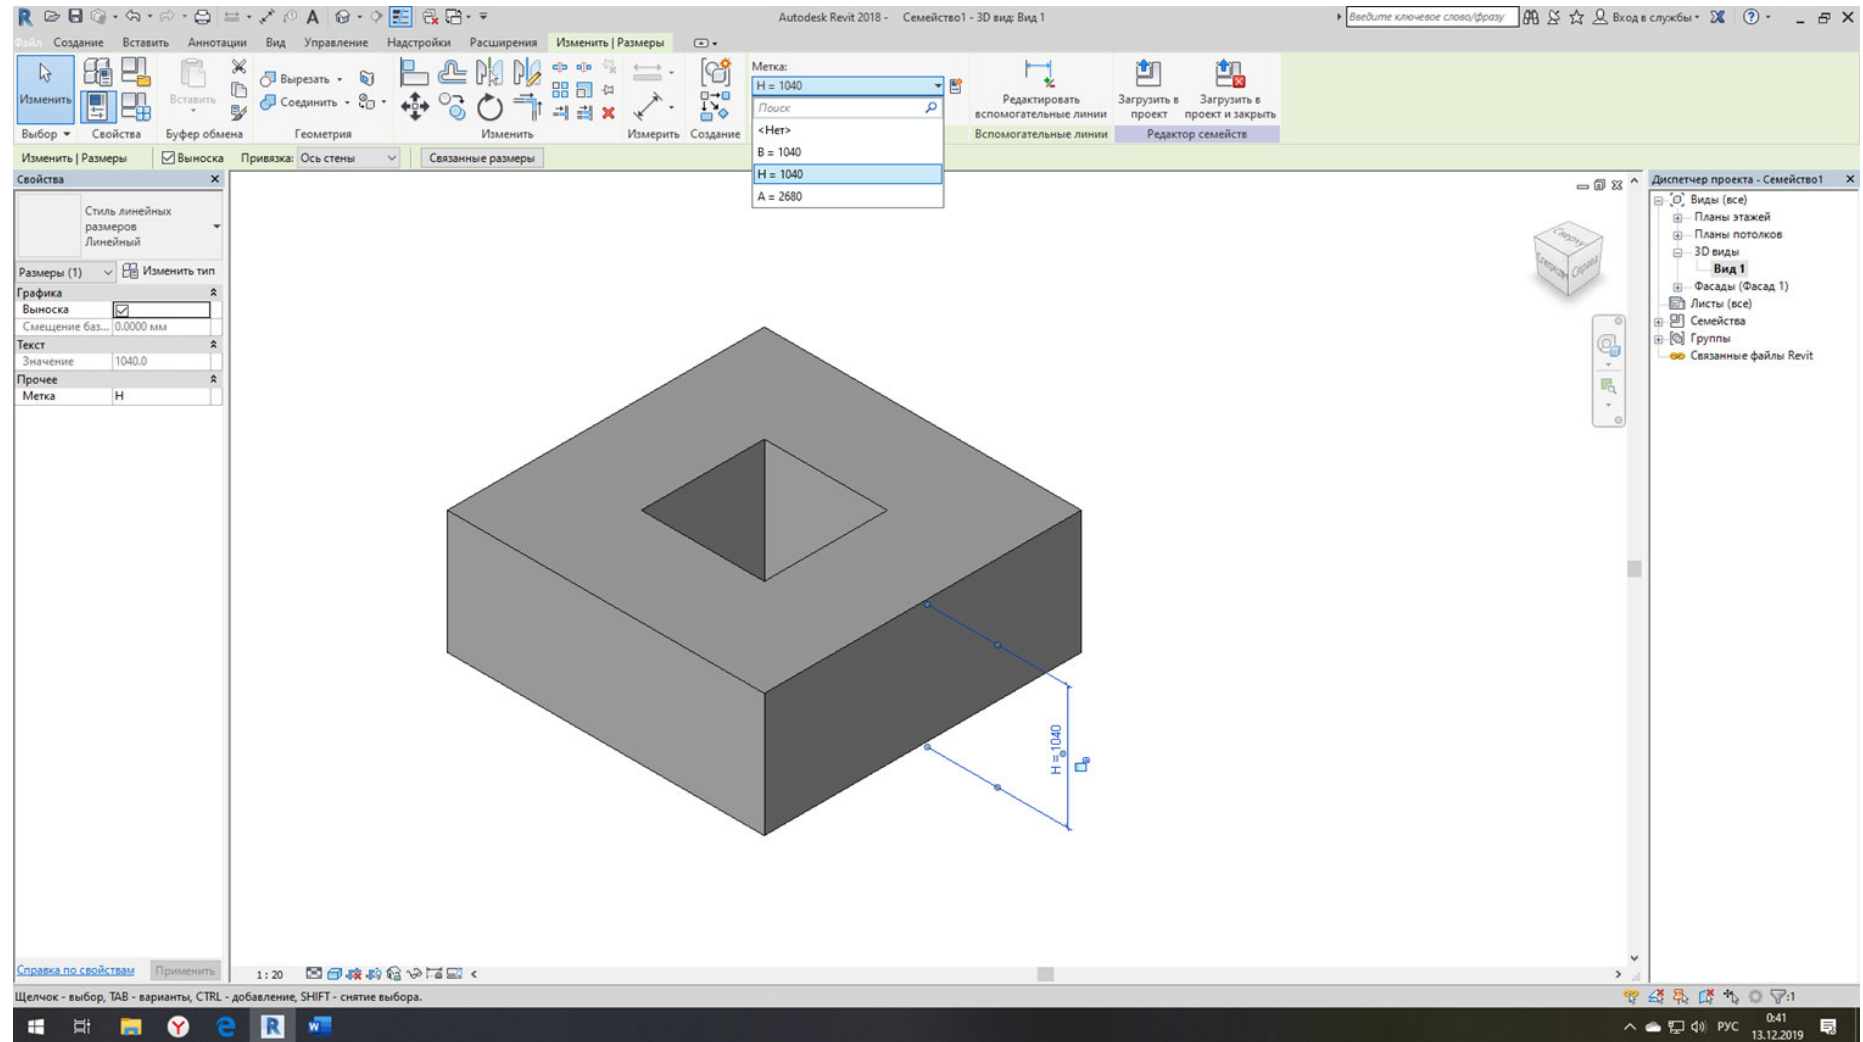 Autodesk Revit 2018 - Семейство1 - 3D вид: Вид 1
Введите ключевое слово/фразу
Вход в службы
Файл Создание Вставить Аннотации Вид Управление Надстройки Расширения Изменить | Размеры
Изменить
Вставить
Вырезать
Соединить
Метка:
H = 1040
Поиск
<Нет>
B = 1040
H = 1040
A = 2680
Редактировать
вспомогательные линии
Загрузить в
проект
Загрузить в
проект и закрыть
Выбор Свойства Буфер обмена Геометрия Изменить Измерить Создание Вспомогательные линии Редактор семейств
Изменить | Размеры Выноска Привязка: Ось стены Связанные размеры
Свойства
Стиль линейных
размеров
Линейный
Размеры (1) Изменить тип
Графика
Выноска
Смещение баз... 0.0000 мм
Текст
Значение 1040.0
Прочее
Метка H
Справка по свойствам Применить
Сверху
Спереди
Справа
H = 1040
Диспетчер проекта - Семейство1
Виды (все)
Планы этажей
Планы потолков
3D виды
Вид 1
Фасады (Фасад 1)
Листы (все)
Семейства
Группы
Связанные файлы Revit
1 : 20
Щелчок - выбор, TAB - варианты, CTRL - добавление, SHIFT - снятие выбора.
:1
РУС
0:41
13.12.2019